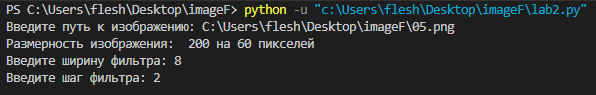 PS C:\Users\flesh\Desktop\imageF> python -u "c:\Users\flesh\Desktop\imageF\lab2.py"
Введите путь к изображению: C:\Users\flesh\Desktop\imageF\05.png
Размерность изображения:  200 на 60 пикселей
Введите ширину фильтра: 8
Введите шаг фильтра: 2